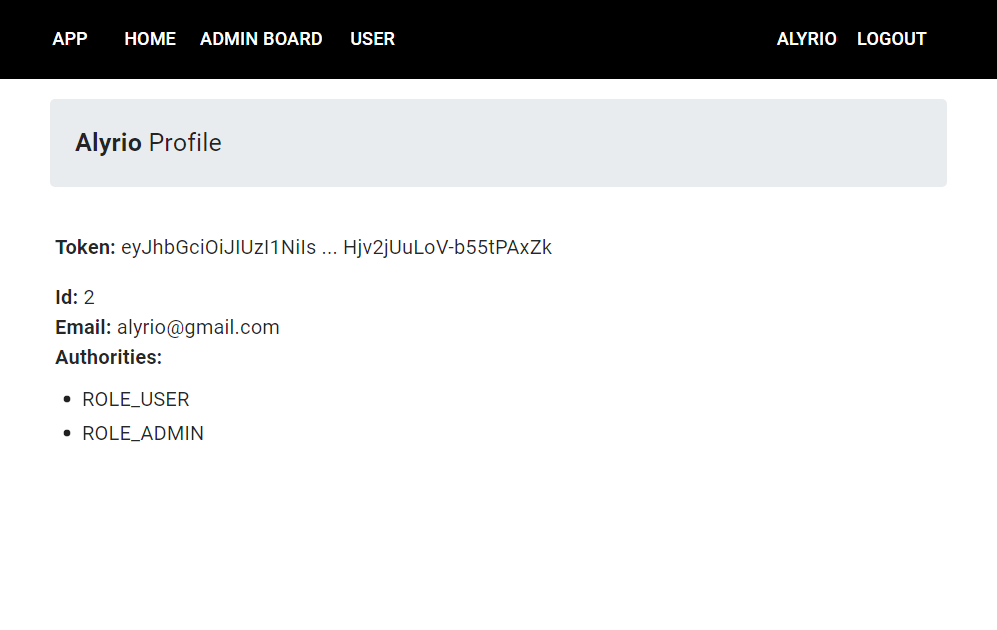 APP HOME ADMIN BOARD USER ALYRIO LOGOUT
Alyrio Profile
Token: eyJhbGciOiJIUzI1NiIs ... Hjv2jUuLoV-b55tPAxZk
Id: 2
Email: alyrio@gmail.com
Authorities:
• ROLE_USER
• ROLE_ADMIN